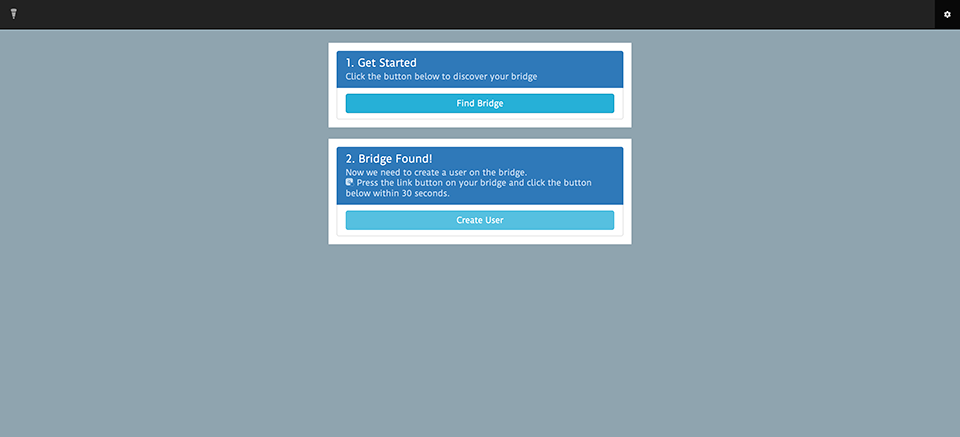 1. Get Started
Click the button below to discover your bridge
Find Bridge
2. Bridge Found!
Now we need to create a user on the bridge.
Press the link button on your bridge and click the button
below within 30 seconds.
Create User